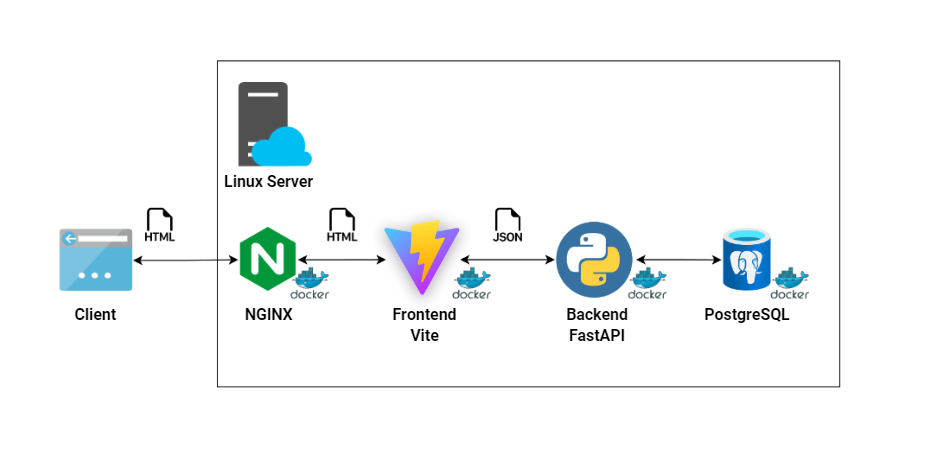 Linux Server
HTML
HTML
JSON
N
docker
docker
docker
docker
Client
NGINX
Frontend
Vite
Backend
FastAPI
PostgreSQL